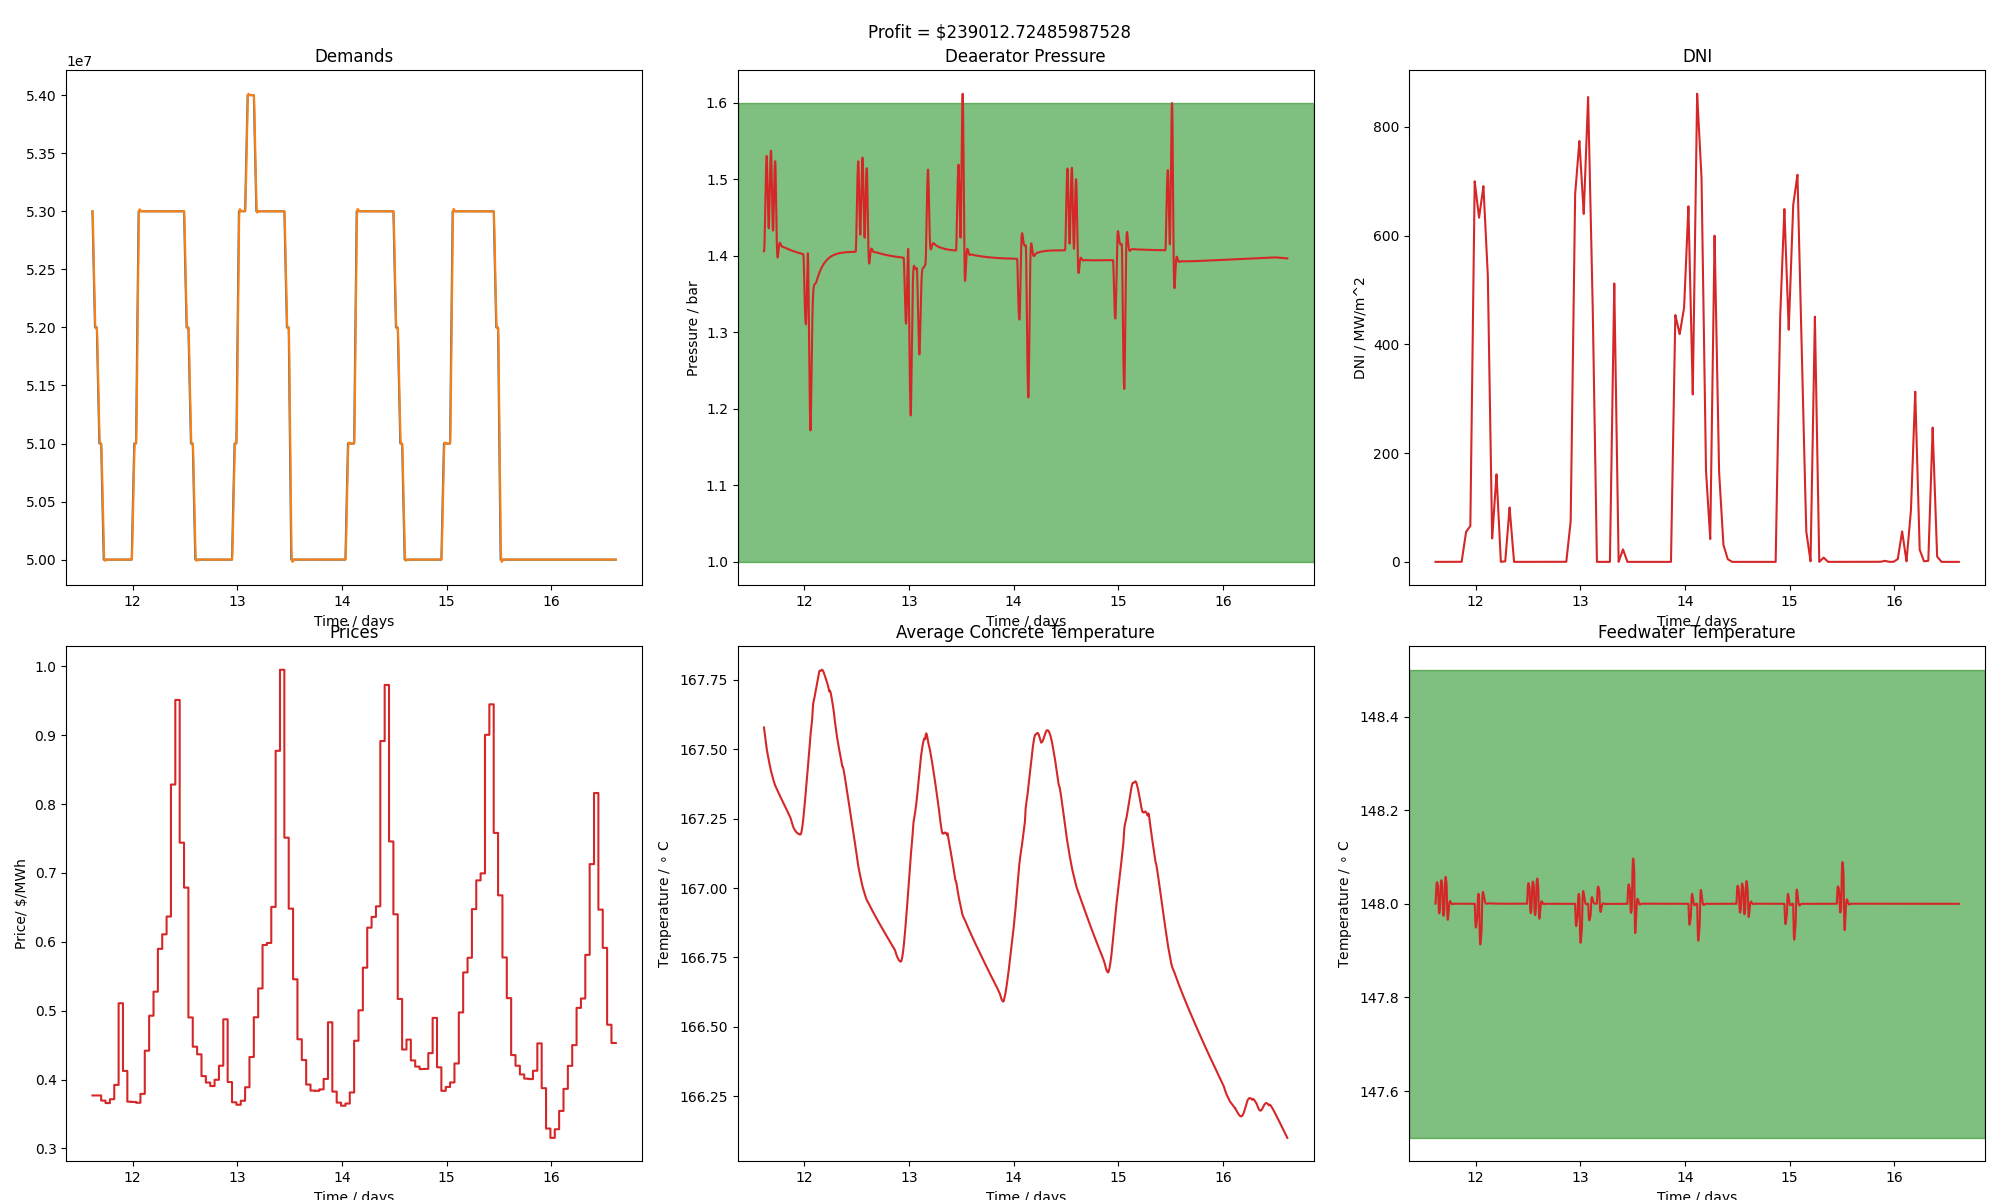 Profit = $239012.72485987528
Demands
1e7
5.40
5.35
5.30
5.25
5.20
5.15
5.10
5.05
5.00
12 13 14 15 16
Time / days
Deaerator Pressure
Pressure / bar
1.6
1.5
1.4
1.3
1.2
1.1
1.0
12 13 14 15 16
Time / days
DNI
DNI / MW/m^2
800
600
400
200
0
12 13 14 15 16
Time / days
Prices
Price/ $/MWh
1.0
0.9
0.8
0.7
0.6
0.5
0.4
0.3
12 13 14 15 16
Time / days
Average Concrete Temperature
Temperature / ∘ C
167.75
167.50
167.25
167.00
166.75
166.50
166.25
12 13 14 15 16
Time / days
Feedwater Temperature
Temperature / ∘ C
148.4
148.2
148.0
147.8
147.6
12 13 14 15 16
Time / days